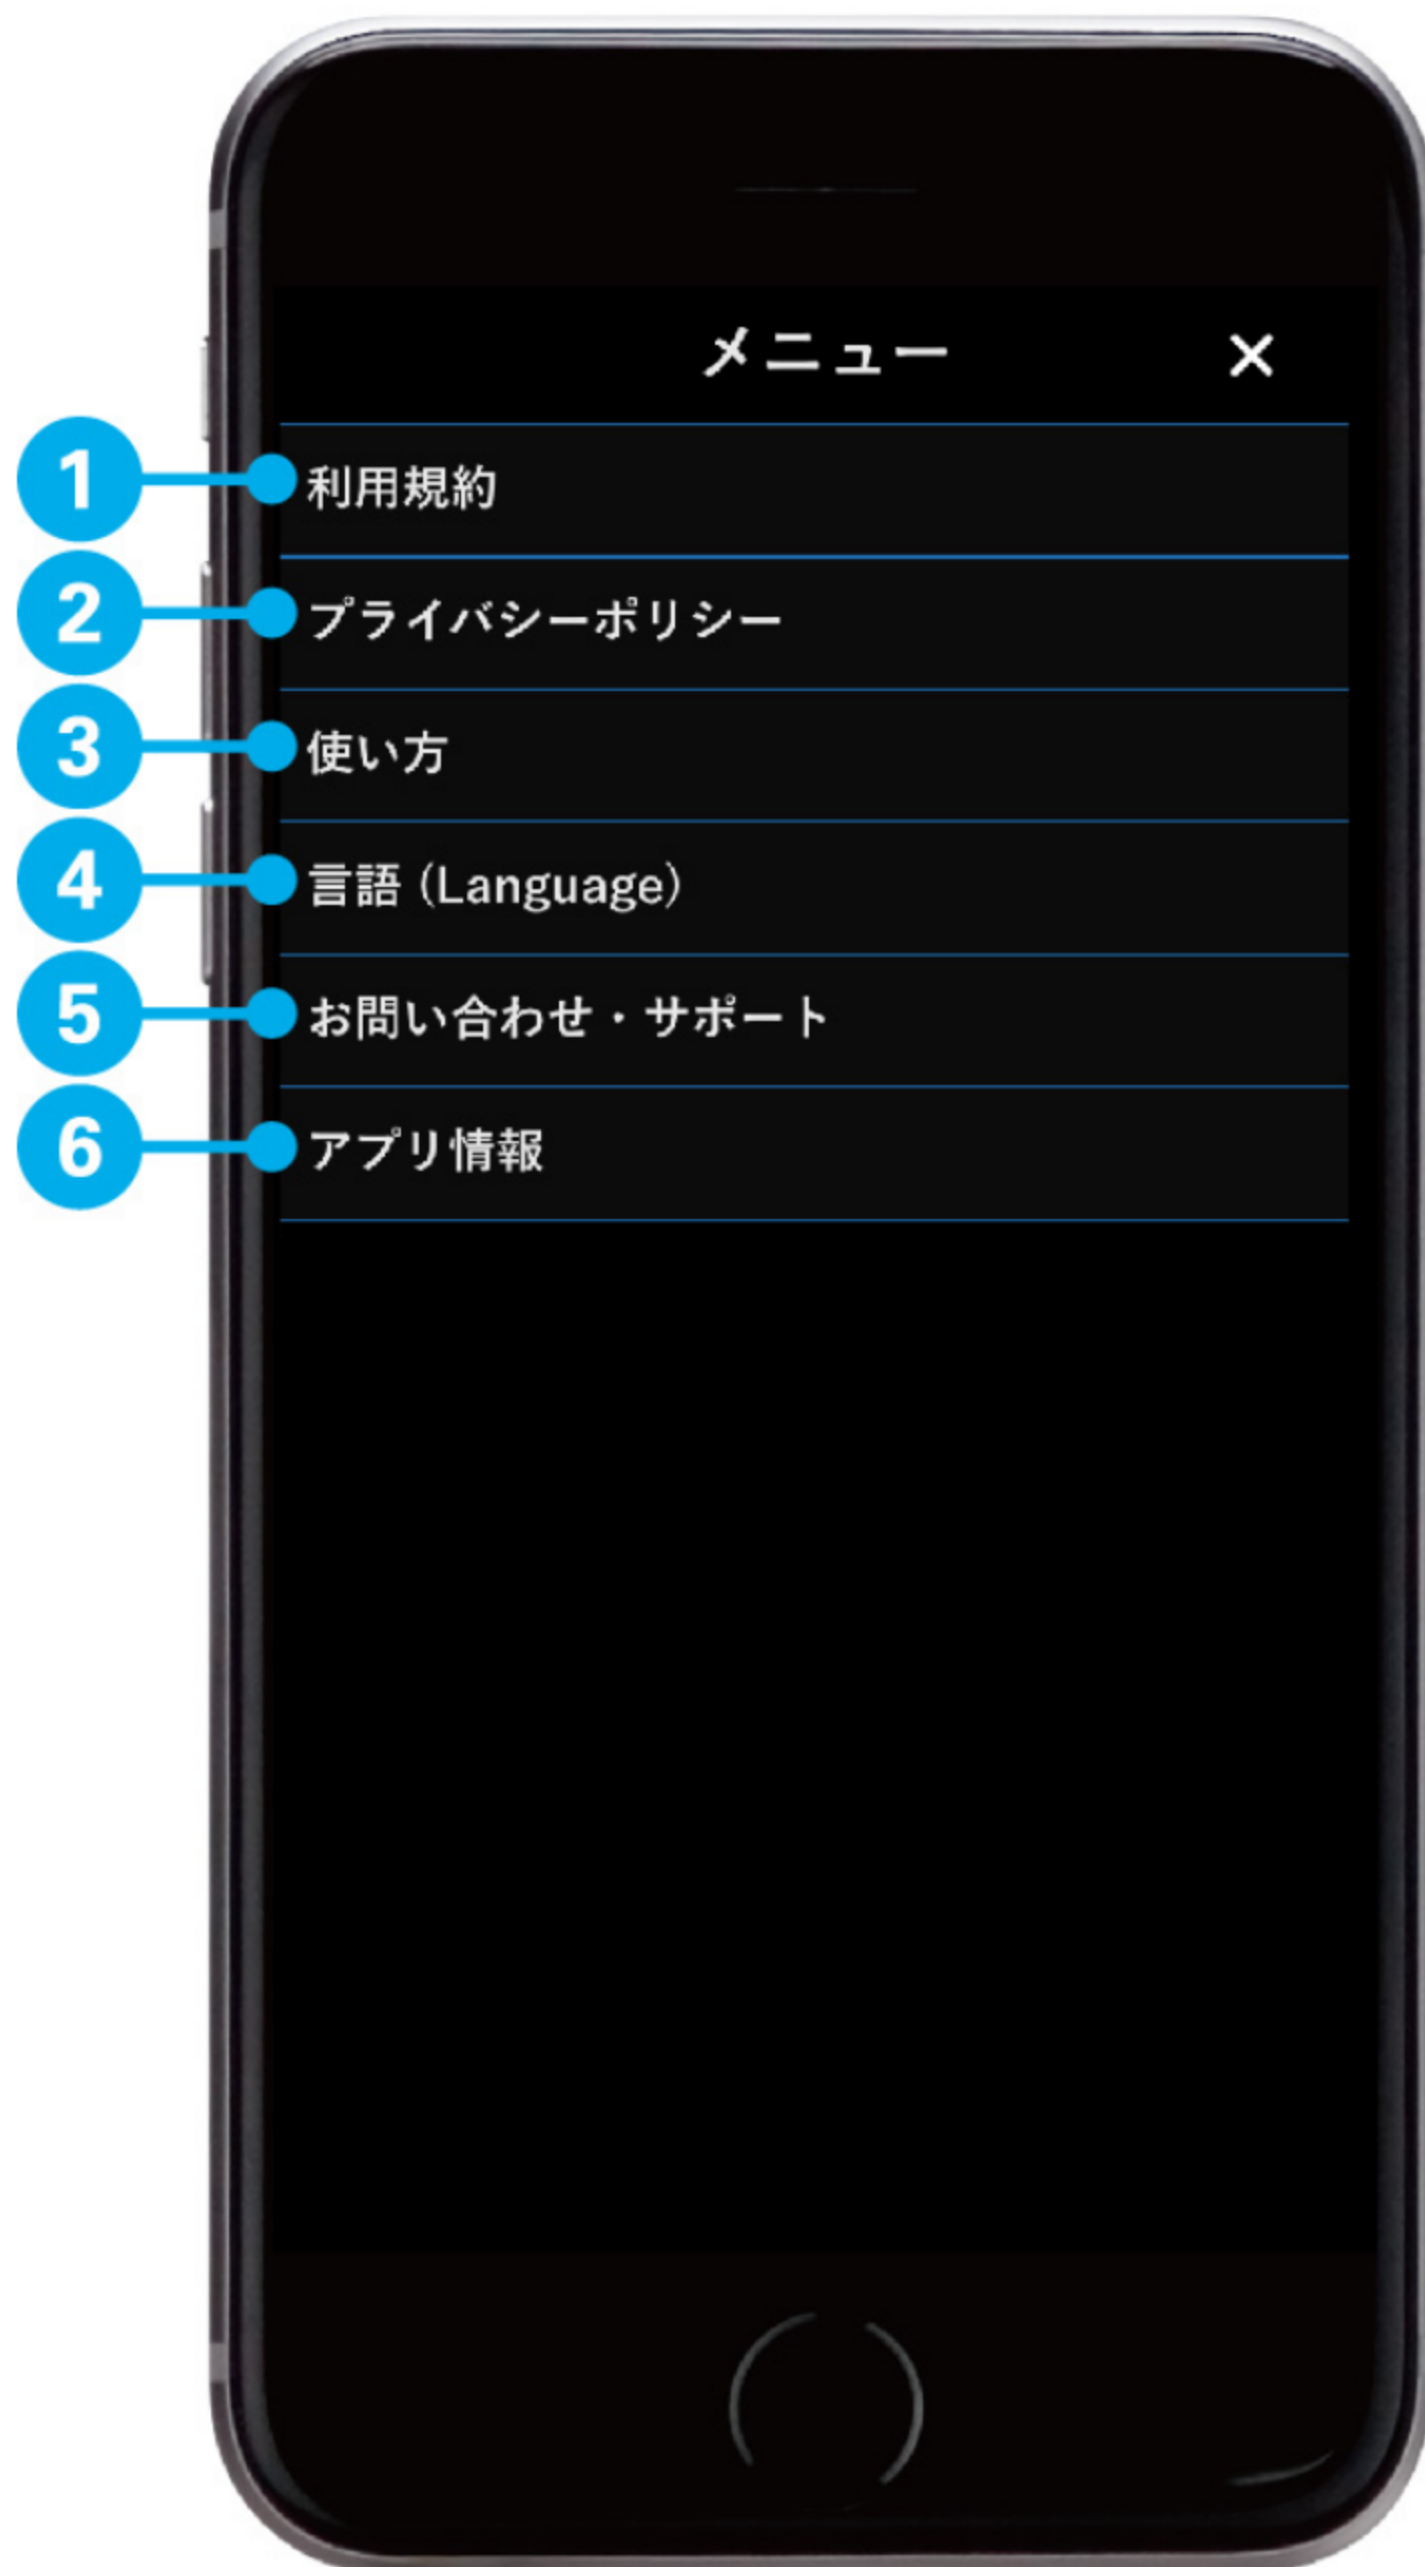 メニュー ×
1 利用規約
2 プライバシーポリシー
3 使い方
4 言語 (Language)
5 お問い合わせ・サポート
6 アプリ情報